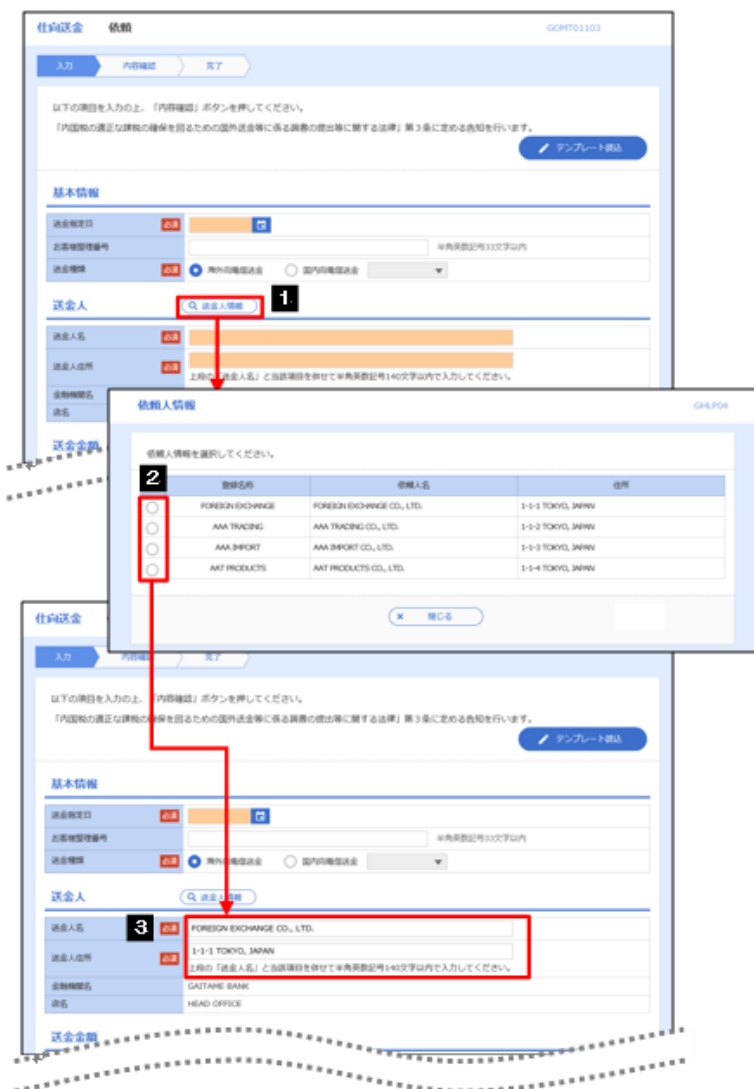 仕向送金 依頼 GOMT01103
入力 内容確認 完了
以下の項目を入力の上、「内容確認」ボタンを押してください。
「内国税の適正な課税の確保を図るための国外送金等に係る調書の提出等に関する法律」第3条に定める告知を行います。
テンプレート読込
基本情報
送金指定日 必須
お客様整理番号 半角英数記号33文字以内
送金種類 必須 海外向電信送金 国内向電信送金
送金人 送金人情報 1.
送金人名 必須
送金人住所 必須
上段の「送金人名」と当該項目を併せて半角英数記号140文字以内で入力してください。
金融機関名
店名
送金金額
依頼人情報 GHLP04
依頼人情報を選択してください。
2
登録名称 依頼人名 住所
FOREIGN EXCHANGE FOREIGN EXCHANGE CO., LTD. 1-1-1 TOKYO, JAPAN
AAA TRADING AAA TRADING CO., LTD. 1-1-2 TOKYO, JAPAN
AAA IMPORT AAA IMPORT CO., LTD. 1-1-3 TOKYO, JAPAN
AAT PRODUCTS AAT PRODUCTS CO., LTD. 1-1-4 TOKYO, JAPAN
× 閉じる
仕向送金
入力 内容確認 完了
以下の項目を入力の上、「内容確認」ボタンを押してください。
「内国税の適正な課税の確保を図るための国外送金等に係る調書の提出等に関する法律」第3条に定める告知を行います。
テンプレート読込
基本情報
送金指定日 必須
お客様整理番号 半角英数記号33文字以内
送金種類 必須 海外向電信送金 国内向電信送金
送金人 送金人情報
送金人名 3 必須 FOREIGN EXCHANGE CO., LTD.
送金人住所 必須 1-1-1 TOKYO, JAPAN
上段の「送金人名」と当該項目を併せて半角英数記号140文字以内で入力してください。
金融機関名 GAITAME BANK
店名 HEAD OFFICE
送金金額